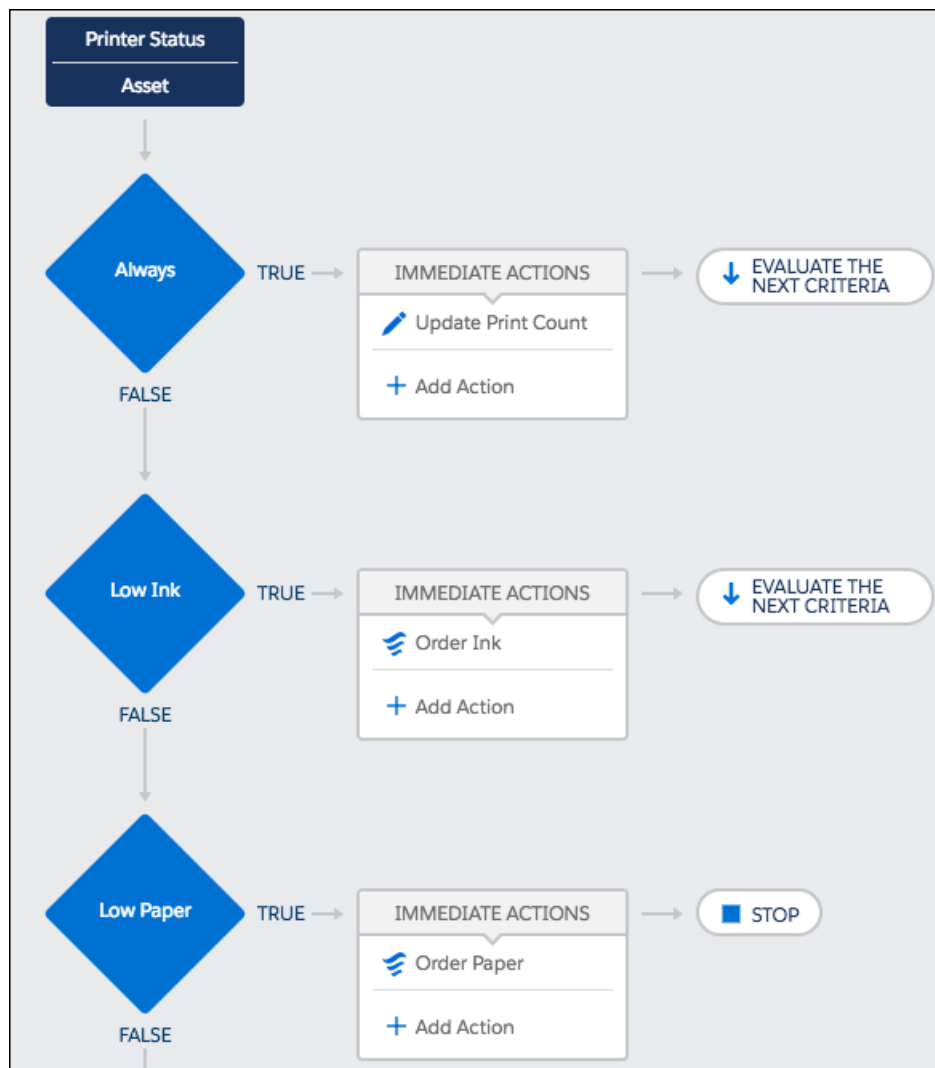 Printer Status
Asset
Always
TRUE
IMMEDIATE ACTIONS
EVALUATE THE
NEXT CRITERIA
Update Print Count
+ Add Action
FALSE
Low Ink
TRUE
IMMEDIATE ACTIONS
EVALUATE THE
NEXT CRITERIA
Order Ink
+ Add Action
FALSE
Low Paper
TRUE
IMMEDIATE ACTIONS
STOP
Order Paper
+ Add Action
FALSE